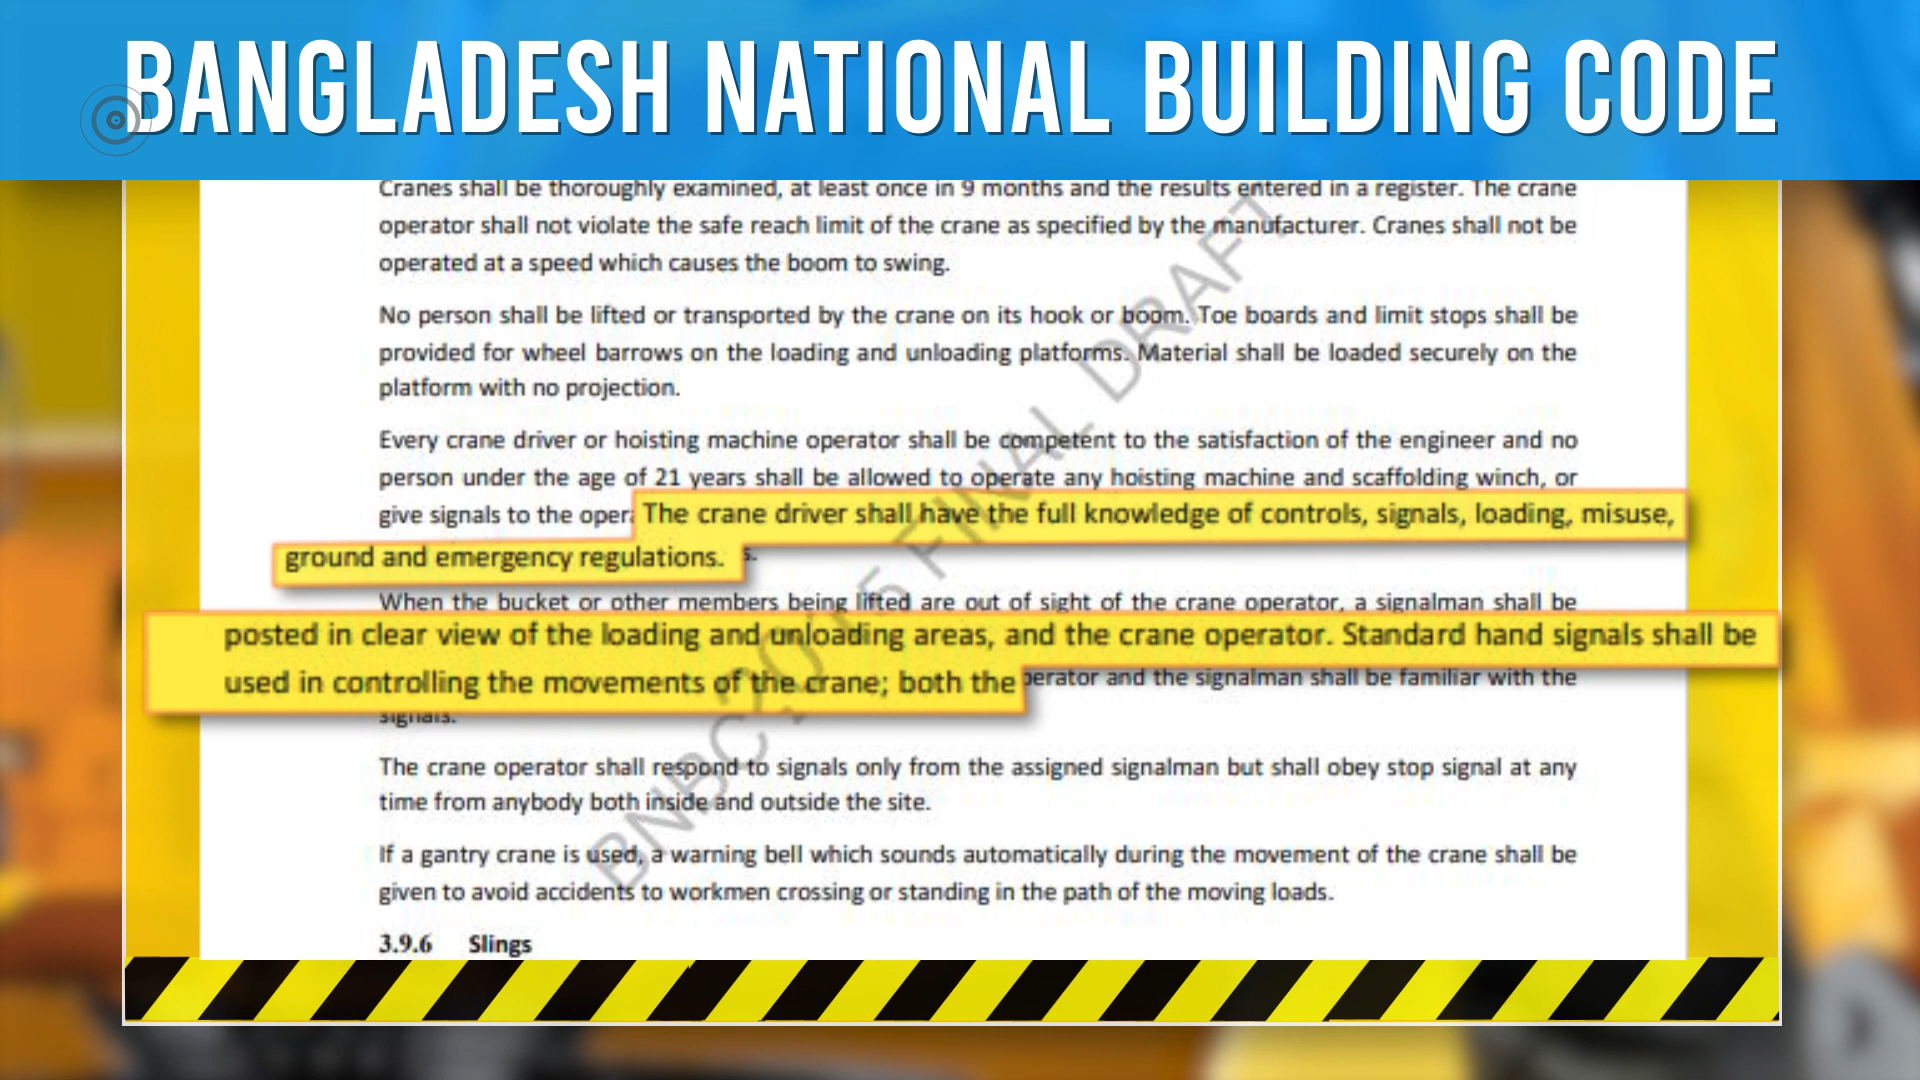 BANGLADESH NATIONAL BUILDING CODE
Cranes shall be thoroughly examined, at least once in 9 months and the results entered in a register. The crane
operator shall not violate the safe reach limit of the crane as specified by the manufacturer. Cranes shall not be
operated at a speed which causes the boom to swing.
No person shall be lifted or transported by the crane on its hook or boom. Toe boards and limit stops shall be
provided for wheel barrows on the loading and unloading platforms. Material shall be loaded securely on the
platform with no projection.
Every crane driver or hoisting machine operator shall be competent to the satisfaction of the engineer and no
person under the age of 21 years shall be allowed to operate any hoisting machine and scaffolding winch, or
give signals to the oper The crane driver shall have the full knowledge of controls, signals, loading, misuse,
ground and emergency regulations. s.
When the bucket or other members being lifted are out of sight of the crane operator, a signalman shall be
posted in clear view of the loading and unloading areas, and the crane operator. Standard hand signals shall be
used in controlling the movements of the crane; both the perator and the signalman shall be familiar with the
signals.
The crane operator shall respond to signals only from the assigned signalman but shall obey stop signal at any
time from anybody both inside and outside the site.
If a gantry crane is used, a warning bell which sounds automatically during the movement of the crane shall be
given to avoid accidents to workmen crossing or standing in the path of the moving loads.
3.9.6 Slings
BNBC 2015 FINAL DRAFT